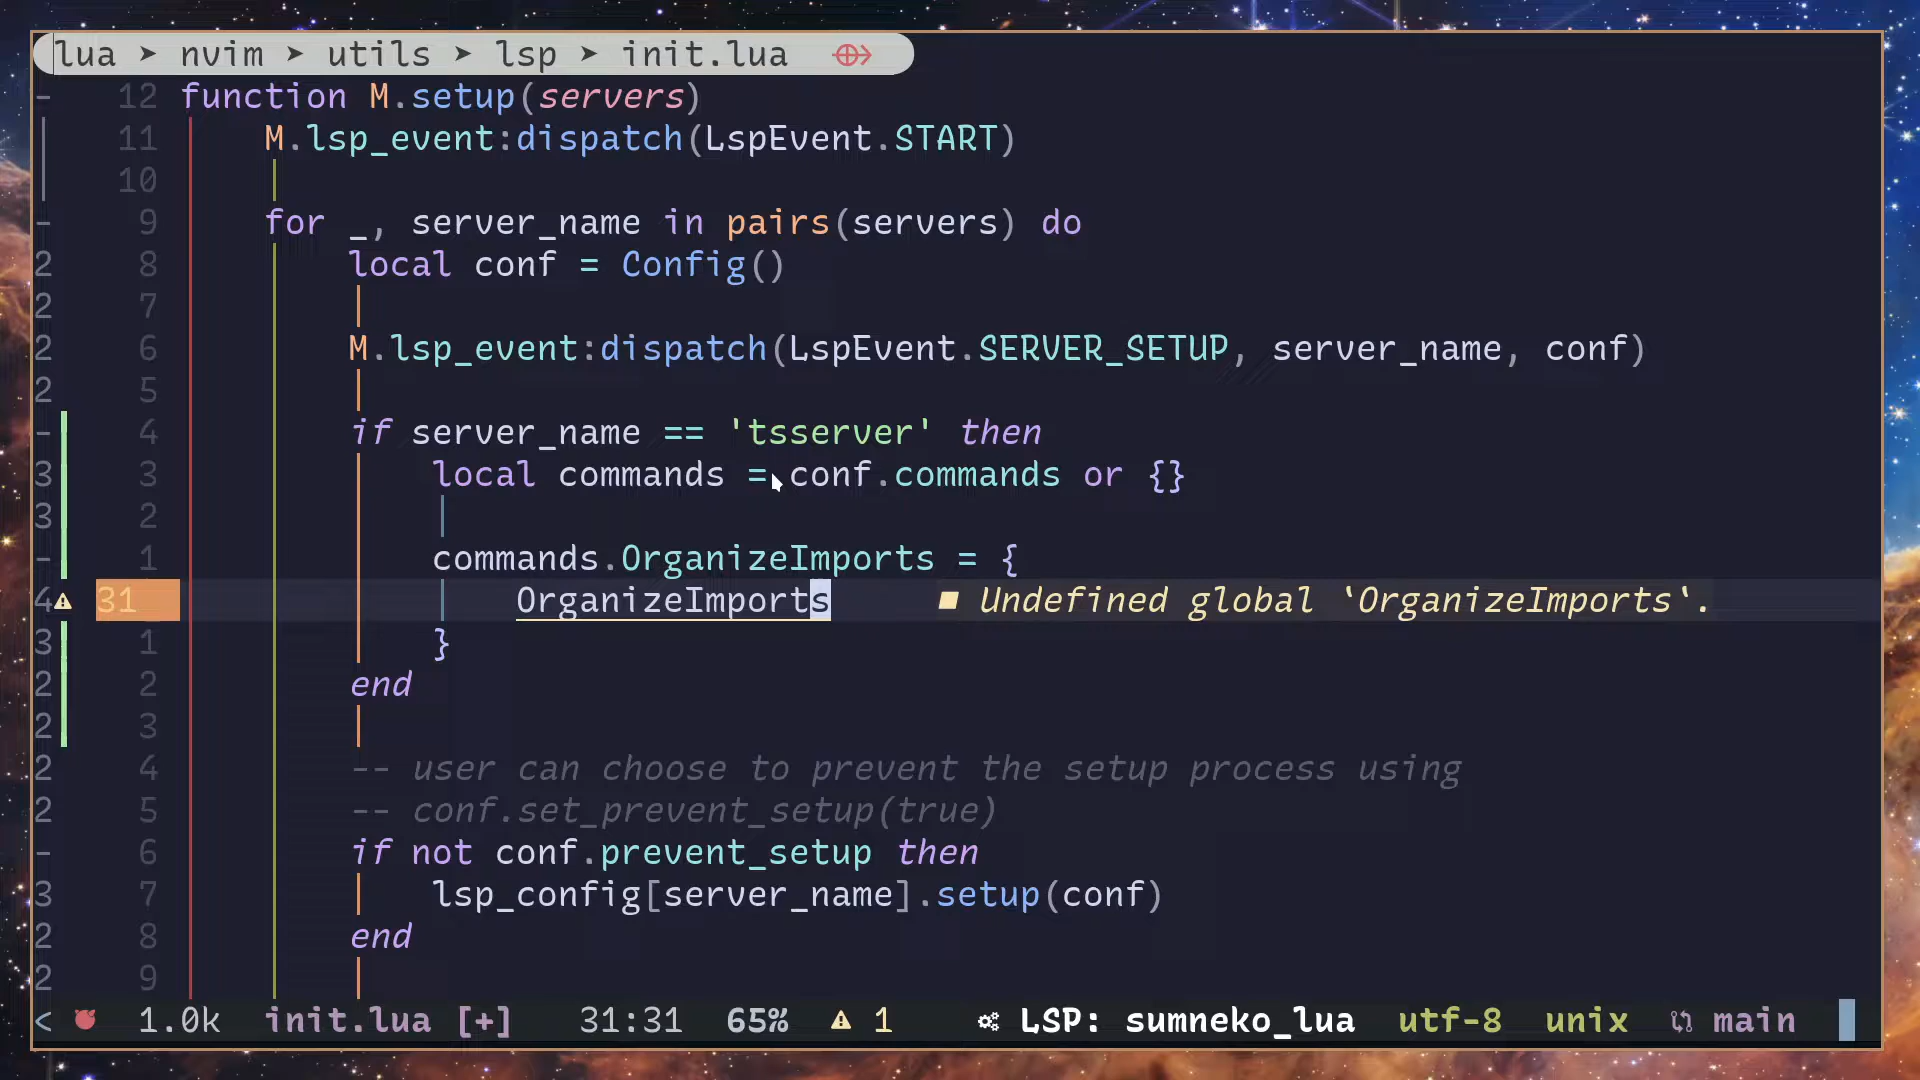 lua ➤ nvim ➤ utils ➤ lsp ➤ init.lua
- 12 function M.setup(servers)
11 M.lsp_event:dispatch(LspEvent.START)
10
- 9 for _, server_name in pairs(servers) do
2 8 local conf = Config()
2 7
2 6 M.lsp_event:dispatch(LspEvent.SERVER_SETUP, server_name, conf)
2 5
- 4 if server_name == 'tsserver' then
3 3 local commands = conf.commands or {}
3 2
- 1 commands.OrganizeImports = {
4 31 OrganizeImports ■ Undefined global `OrganizeImports`.
3 1 }
2 2 end
2 3
2 4 -- user can choose to prevent the setup process using
2 5 -- conf.set_prevent_setup(true)
- 6 if not conf.prevent_setup then
3 7 lsp_config[server_name].setup(conf)
2 8 end
2 9
< 1.0k init.lua [+] 31:31 65% 1 LSP: sumneko_lua utf-8 unix main